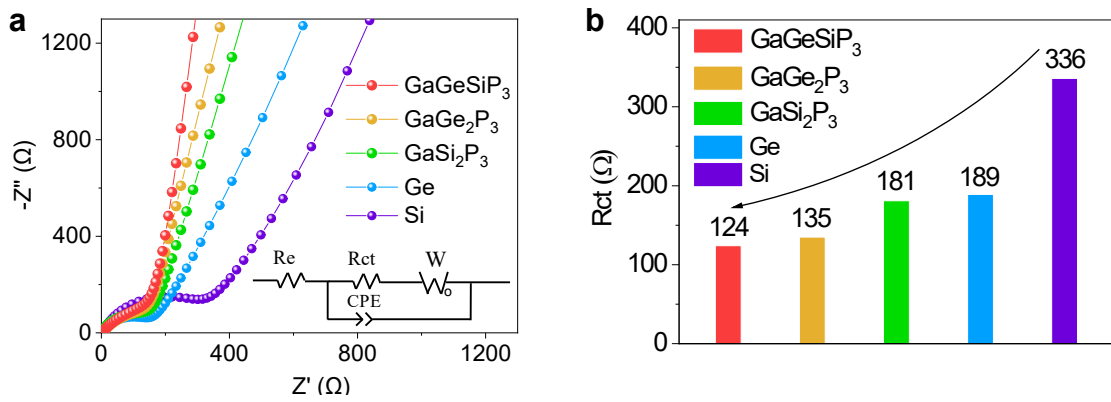 a
1200
800
400
0
-Z'' (Ω)
0
400
800
1200
Z' (Ω)
GaGeSiP₃
GaGe₂P₃
GaSi₂P₃
Ge
Si
Re
Rct
W
o
CPE
b
400
300
200
100
0
Rct (Ω)
GaGeSiP₃
GaGe₂P₃
GaSi₂P₃
Ge
Si
124
135
181
189
336